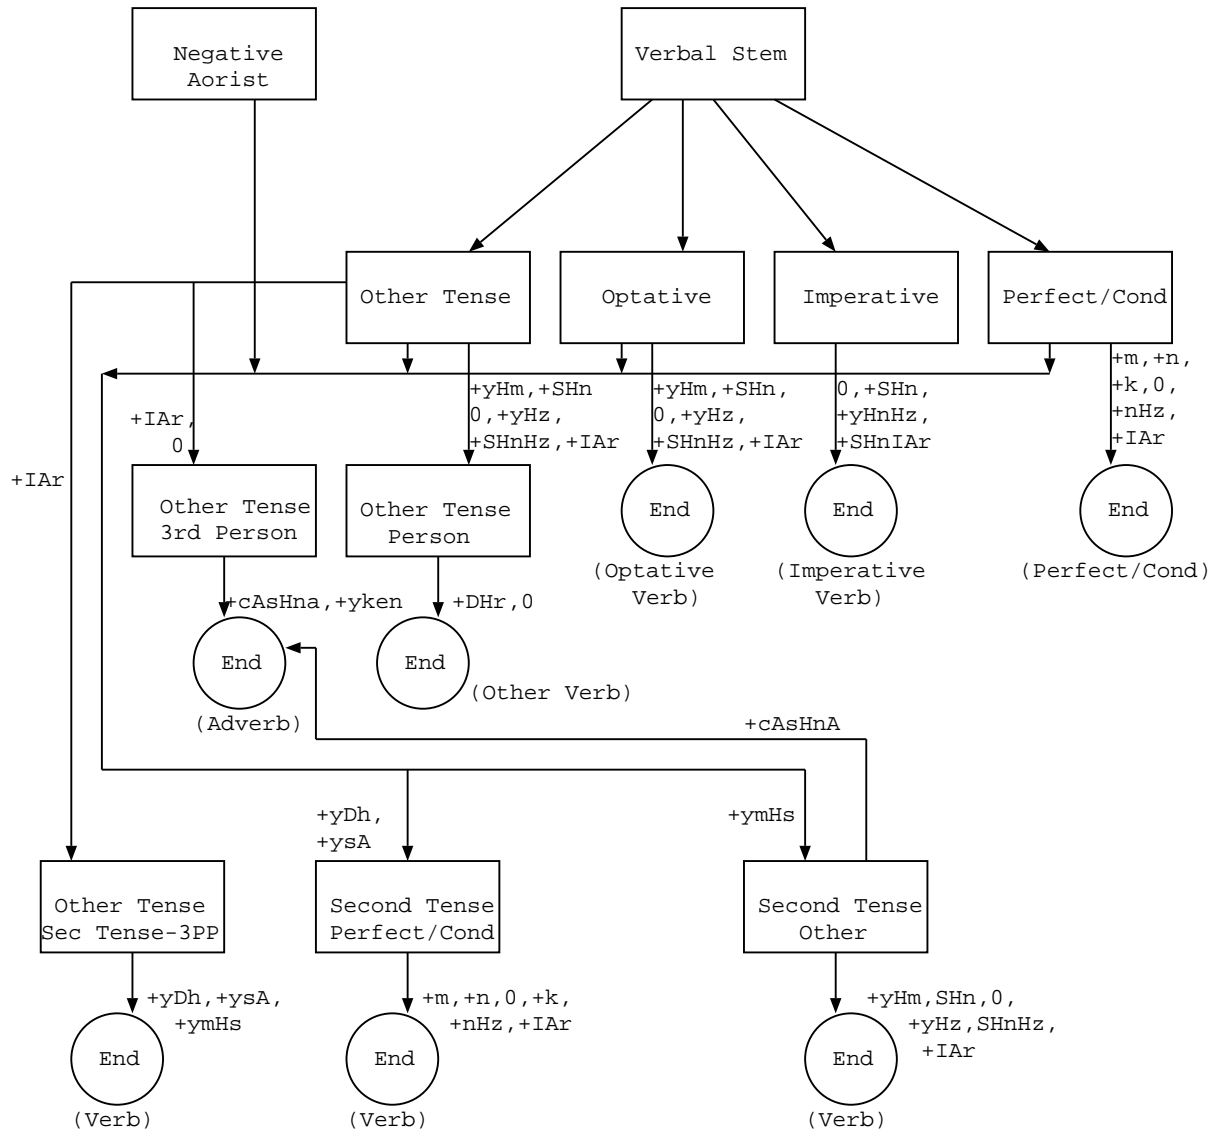 Negative
Aorist
Verbal Stem
Other Tense
Optative
Imperative
Perfect/Cond
+IAr,
0
+IAr
+yHm,+SHn
0,+yHz,
+SHnHz,+IAr
+yHm,+SHn,
0,+yHz,
+SHnHz,+IAr
0,+SHn,
+yHnHz,
+SHnIAr
+m,+n,
+k,0,
+nHz,
+IAr
Other Tense
3rd Person
Other Tense
Person
End
(Optative
Verb)
End
(Imperative
Verb)
End
(Perfect/Cond)
+cAsHna,+yken
+DHr,0
End
(Adverb)
End
(Other Verb)
+cAsHnA
+yDh,
+ysA
+ymHs
Other Tense
Sec Tense-3PP
Second Tense
Perfect/Cond
Second Tense
Other
+yDh,+ysA,
+ymHs
+m,+n,0,+k,
+nHz,+IAr
+yHm,SHn,0,
+yHz,SHnHz,
+IAr
End
(Verb)
End
(Verb)
End
(Verb)